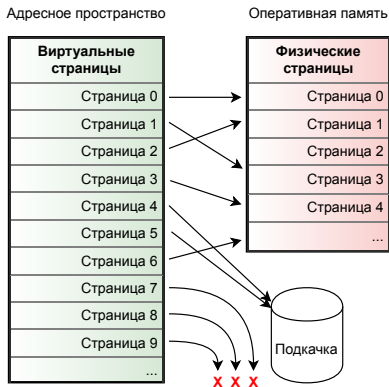 Адресное пространство
Виртуальные
страницы
Страница 0
Страница 1
Страница 2
Страница 3
Страница 4
Страница 5
Страница 6
Страница 7
Страница 8
Страница 9
...
Оперативная память
Физические
страницы
Страница 0
Страница 1
Страница 2
Страница 3
Страница 4
...
Подкачка
X X X